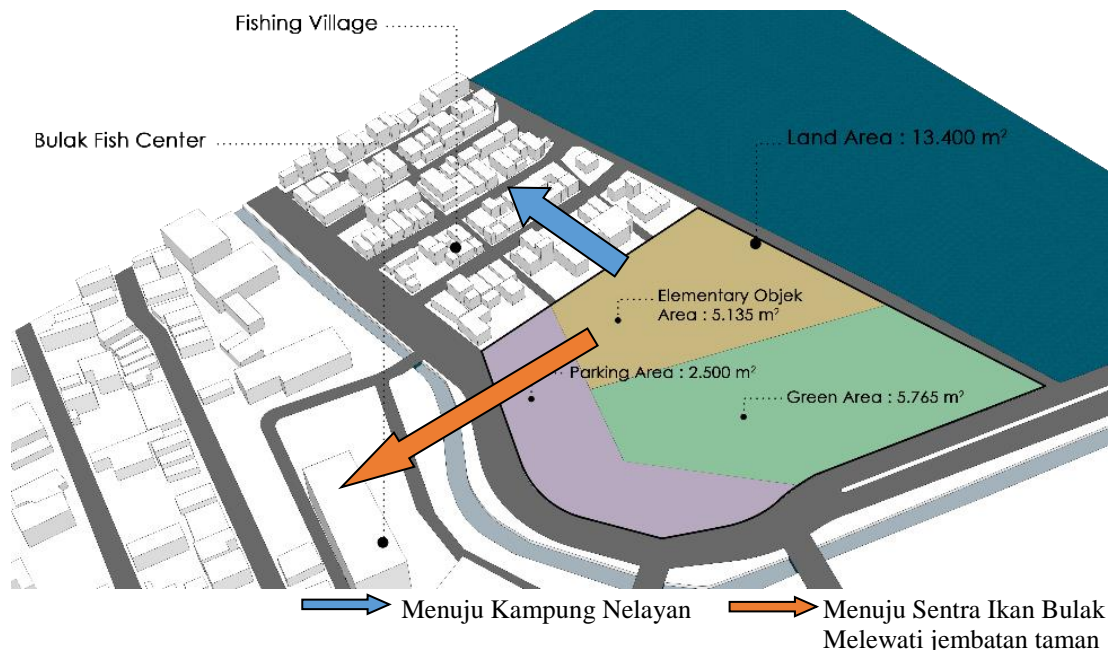 Fishing Village
Bulak Fish Center
Land Area : 13.400 m²
Elementary Objek
Area : 5.135 m²
Parking Area : 2.500 m²
Green Area : 5.765 m²
Menuju Kampung Nelayan
Menuju Sentra Ikan Bulak
Melewati jembatan taman